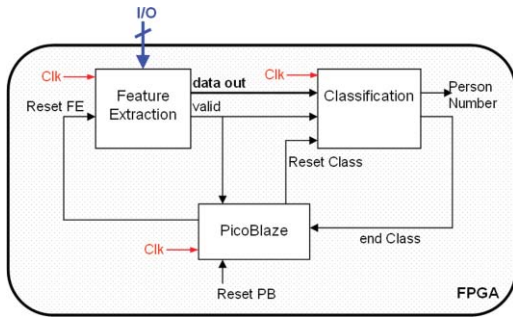 I/O
Clk
Feature
Extraction
data out
valid
Clk
Classification
Person
Number
Reset FE
Reset Class
PicoBlaze
end Class
Clk
Reset PB
FPGA